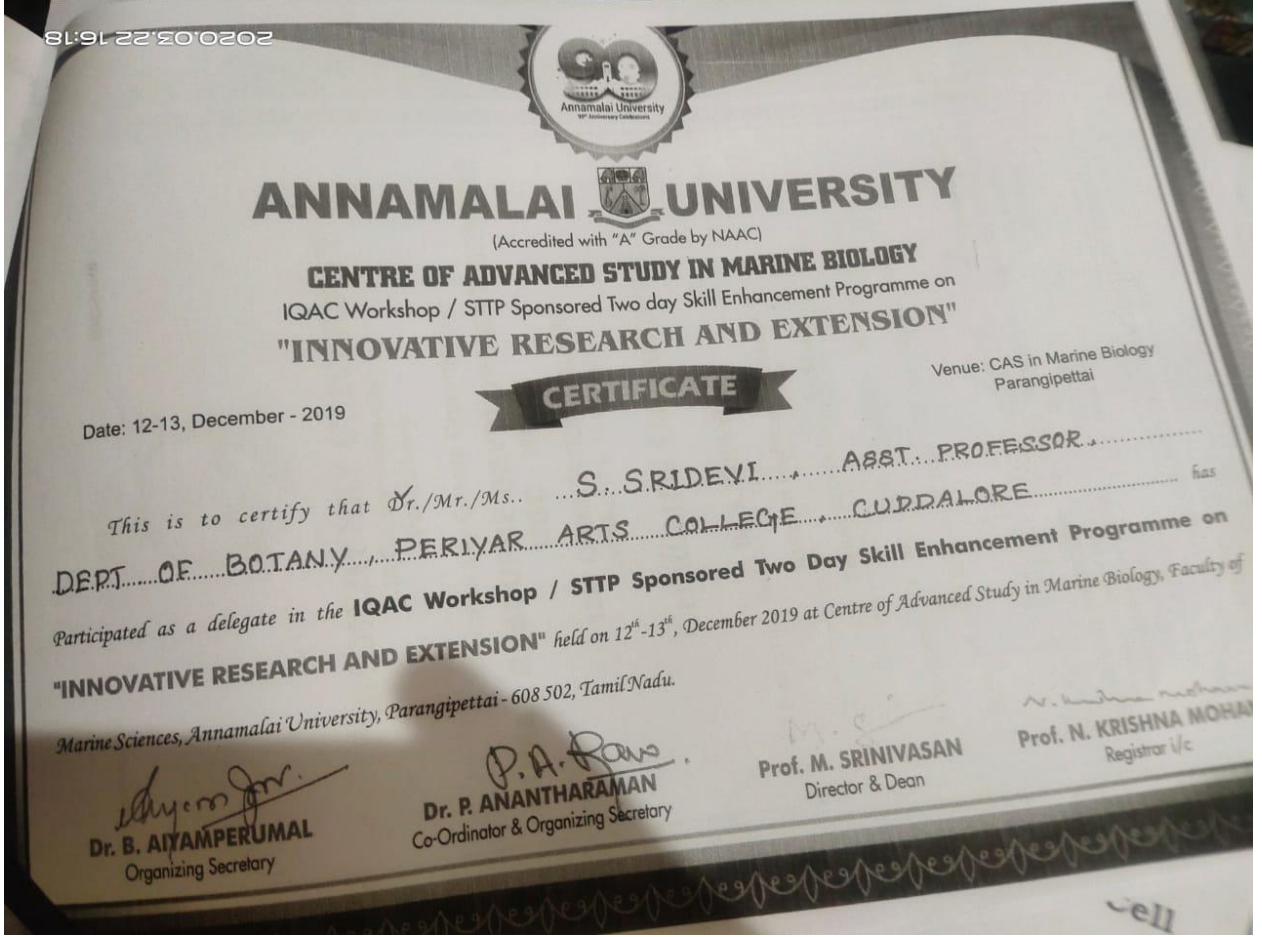 2020.03.22 16:18
90
Annamalai University
90th Anniversary Celebrations
ANNAMALAI UNIVERSITY
(Accredited with "A" Grade by NAAC)
CENTRE OF ADVANCED STUDY IN MARINE BIOLOGY
IQAC Workshop / STTP Sponsored Two day Skill Enhancement Programme on
"INNOVATIVE RESEARCH AND EXTENSION"
CERTIFICATE
Venue: CAS in Marine Biology
Parangipettai
Date: 12-13, December - 2019
This is to certify that Dr./Mr./Ms.. S. SRIDEVI, ASST. PROFESSOR,
DEPT OF BOTANY, PERIYAR ARTS COLLEGE, CUDDALORE has
Participated as a delegate in the IQAC Workshop / STTP Sponsored Two Day Skill Enhancement Programme on
"INNOVATIVE RESEARCH AND EXTENSION" held on 12th-13th, December 2019 at Centre of Advanced Study in Marine Biology, Faculty of
Marine Sciences, Annamalai University, Parangipettai - 608 502, Tamil Nadu.
P.A. Ram
Dr. B. AIYAMPERUMAL
Organizing Secretary
Dr. P. ANANTHARAMAN
Co-Ordinator & Organizing Secretary
Prof. M. SRINIVASAN
Director & Dean
Prof. N. KRISHNA MOHAN
Registrar i/c
ell